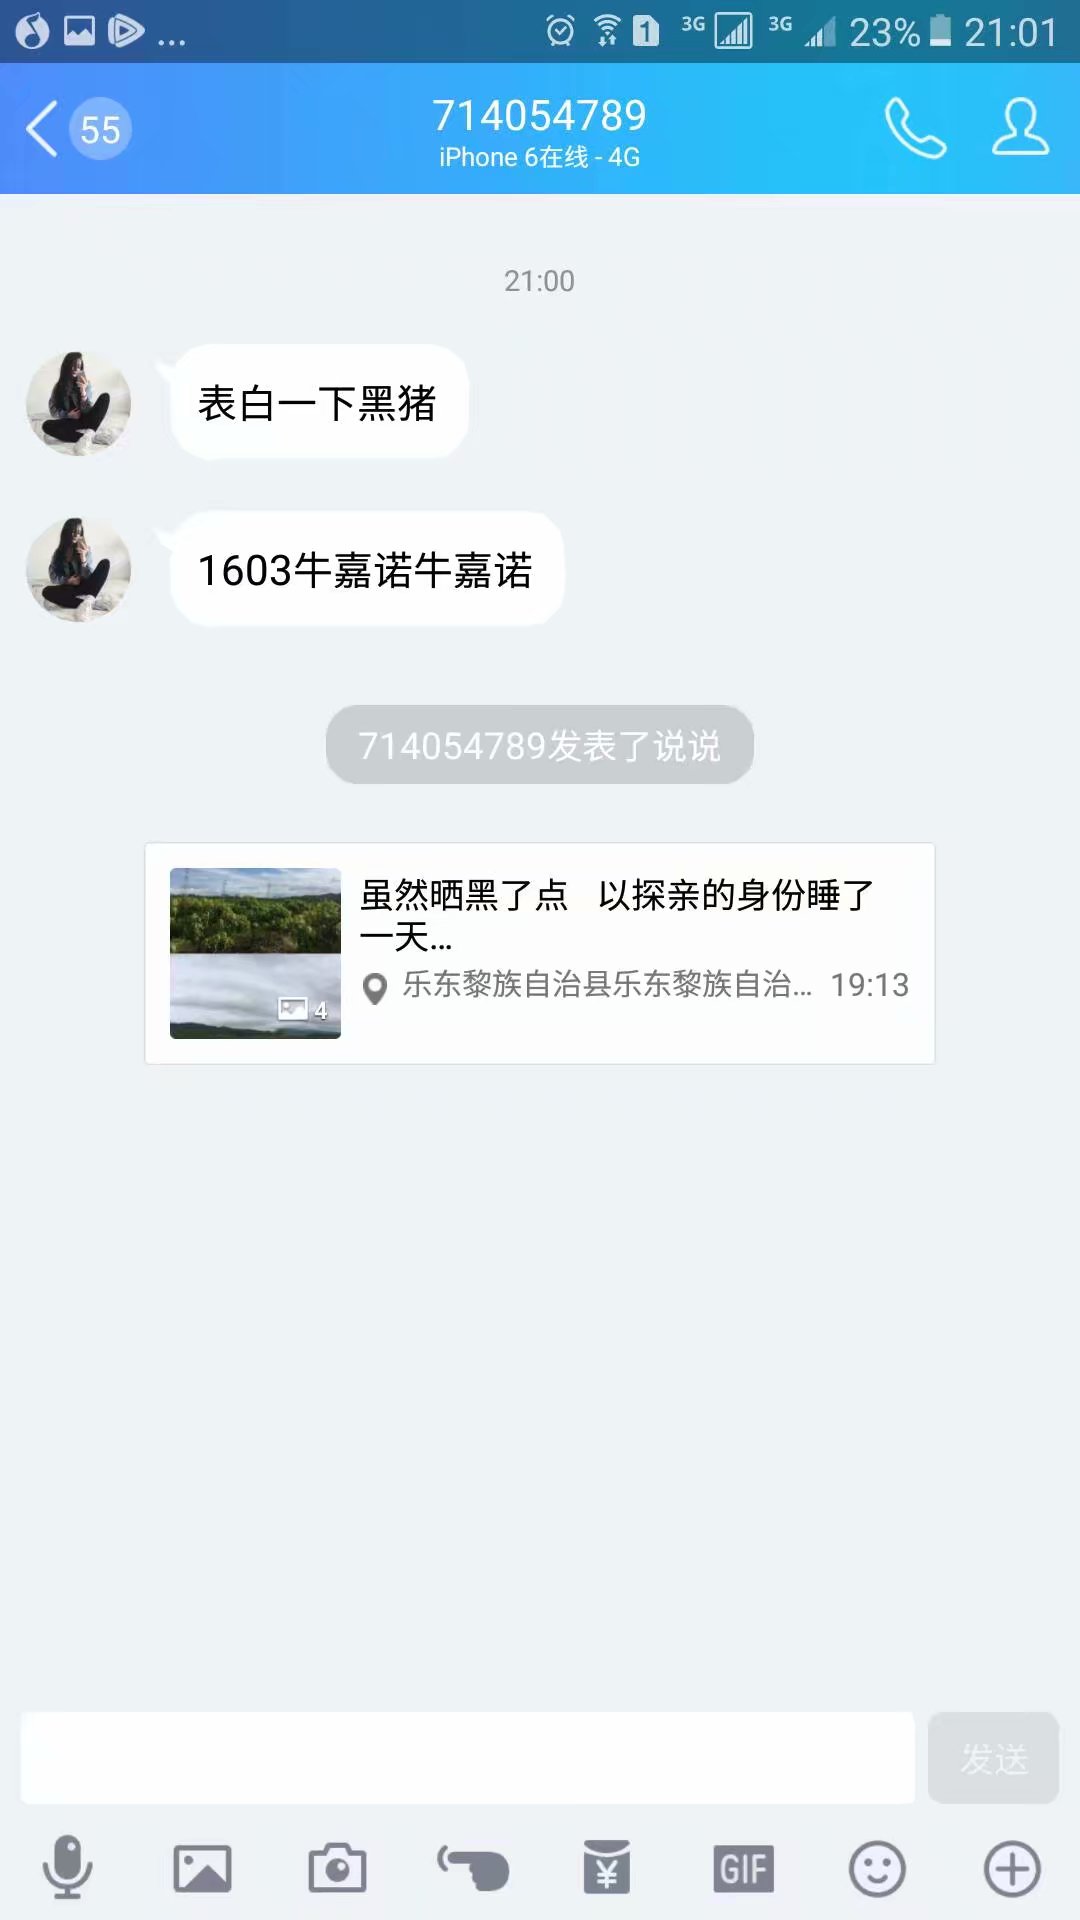 3G 3G 23% 21:01
55
714054789
iPhone 6在线 - 4G
21:00
表白一下黑猪
1603牛嘉诺牛嘉诺
714054789发表了说说
虽然晒黑了点 以探亲的身份睡了
一天...
乐东黎族自治县乐东黎族自治... 19:13
4
发送
GIF